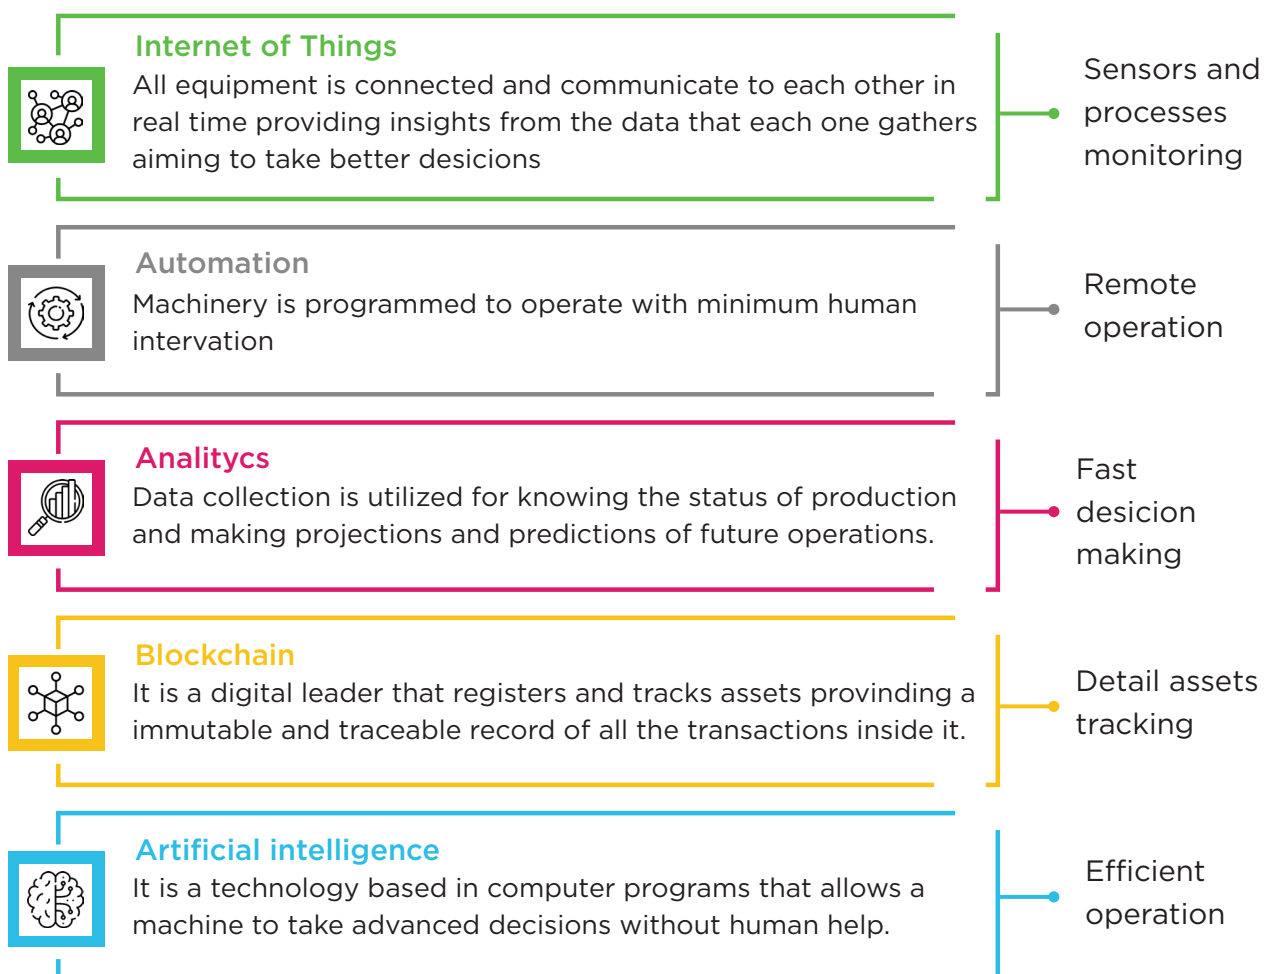 Internet of Things
All equipment is connected and communicate to each other in
real time providing insights from the data that each one gathers
aiming to take better desicions
Sensors and
processes
monitoring
Automation
Machinery is programmed to operate with minimum human
intervation
Remote
operation
Analitycs
Data collection is utilized for knowing the status of production
and making projections and predictions of future operations.
Fast
desicion
making
Blockchain
It is a digital leader that registers and tracks assets provinding a
immutable and traceable record of all the transactions inside it.
Detail assets
tracking
Artificial intelligence
It is a technology based in computer programs that allows a
machine to take advanced decisions without human help.
Efficient
operation